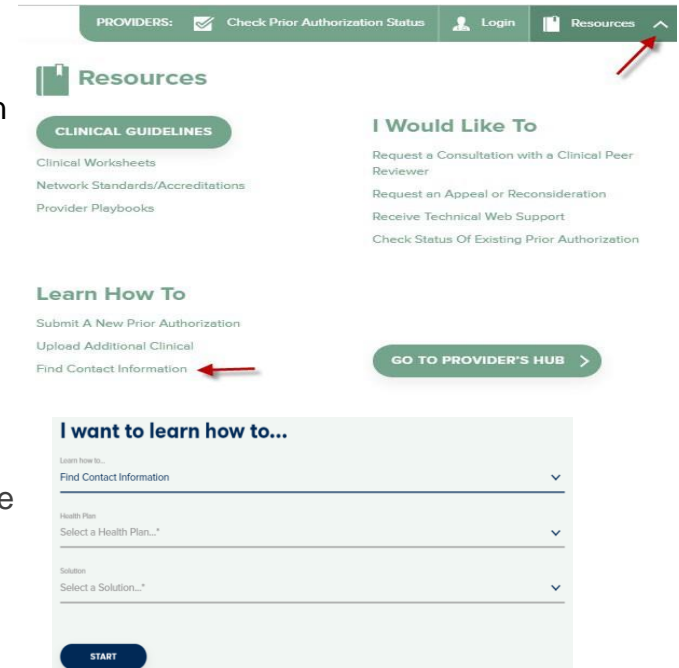 PROVIDERS: Check Prior Authorization Status Login Resources
Resources
CLINICAL GUIDELINES
Clinical Worksheets
Network Standards/Accreditations
Provider Playbooks
I Would Like To
Request a Consultation with a Clinical Peer
Reviewer
Request an Appeal or Reconsideration
Receive Technical Web Support
Check Status Of Existing Prior Authorization
Learn How To
Submit A New Prior Authorization
Upload Additional Clinical
Find Contact Information
GO TO PROVIDER'S HUB
I want to learn how to...
Learn how to...
Find Contact Information
Health Plan
Select a Health Plan...*
Solution
Select a Solution...*
START